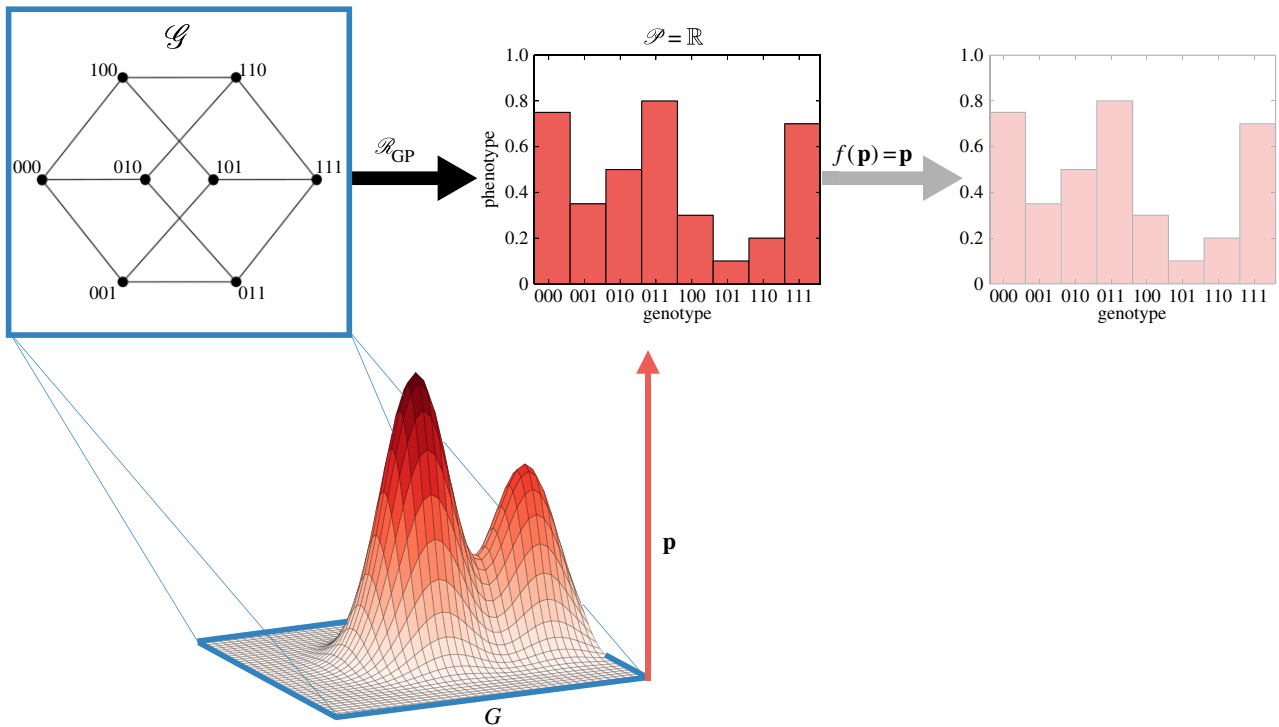 𝒢
100
110
000
010
101
111
001
011
ℛGP
𝒫 = ℝ
1.0
0.8
0.6
0.4
0.2
0
phenotype
000 001 010 011 100 101 110 111
genotype
f(p) = p
1.0
0.8
0.6
0.4
0.2
0
000 001 010 011 100 101 110 111
genotype
p
G